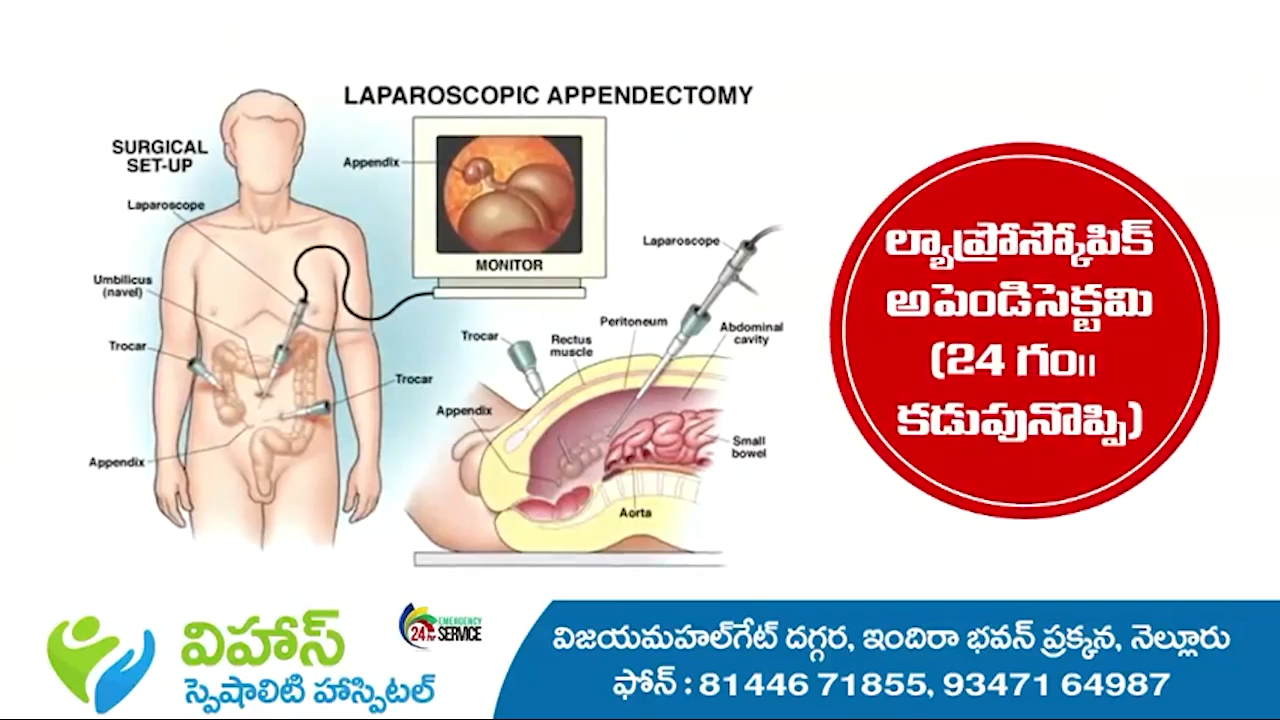 LAPAROSCOPIC APPENDECTOMY
SURGICAL
SET-UP
Laparoscope
Umbilicus
(navel)
Trocar
Trocar
Appendix
Appendix
MONITOR
Laparoscope
Trocar
Rectus
muscle
Peritoneum
Abdominal
cavity
Appendix
Small
bowel
Aorta
ల్యాప్రోస్కోపిక్
అపెండిసెక్టమి
(24 గం॥
కడుపునొప్పి)
విహాస్
స్పెషాలిటి హాస్పిటల్
EMERGENCY
24 Hr SERVICE
విజయమహల్‌గేట్ దగ్గర, ఇందిరా భవన్ ప్రక్కన, నెల్లూరు
ఫోన్ : 81446 71855, 93471 64987